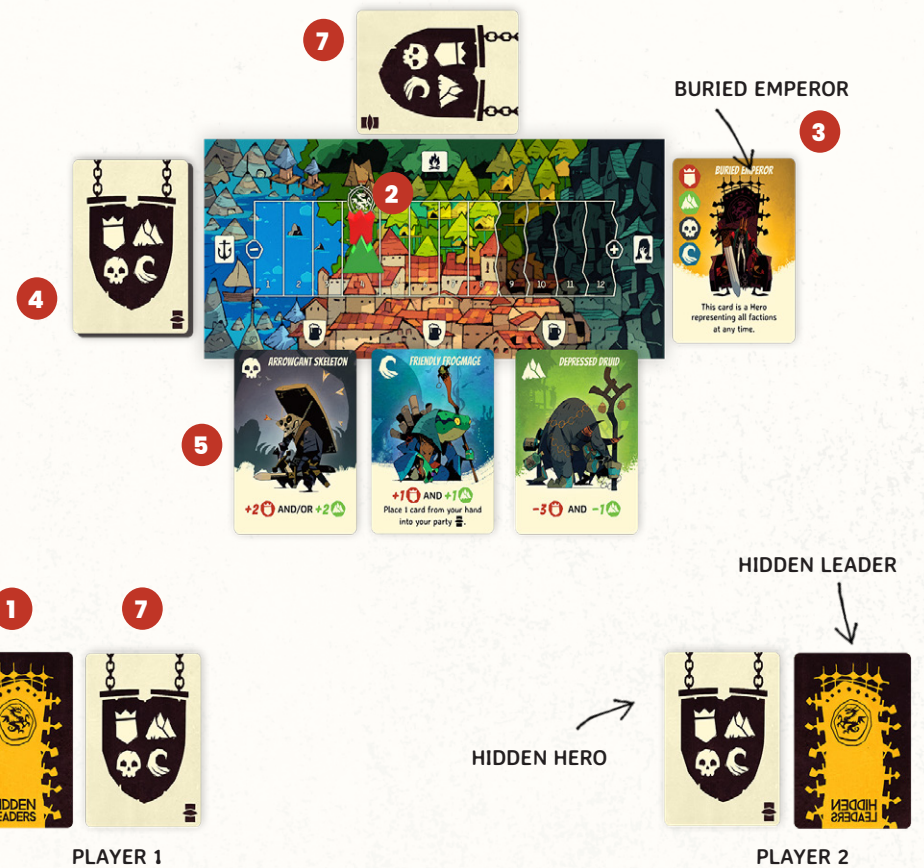 7
BURIED EMPEROR
3
BURIED EMPEROR
2
4
− 1 2 4 8 9 10 11 12 +
This card is a Hero
representing all factions
at any time.
ARROWGANT SKELETON
FRIENDLY FROGMAGE
DEPRESSED DRUID
5
+2 AND/OR +2
+1 AND +1
Place 1 card from your hand
into your party .
-3 AND -1
HIDDEN LEADER
1
7
HIDDEN HERO
HIDDEN
LEADERS
HIDDEN
LEADERS
PLAYER 1
PLAYER 2